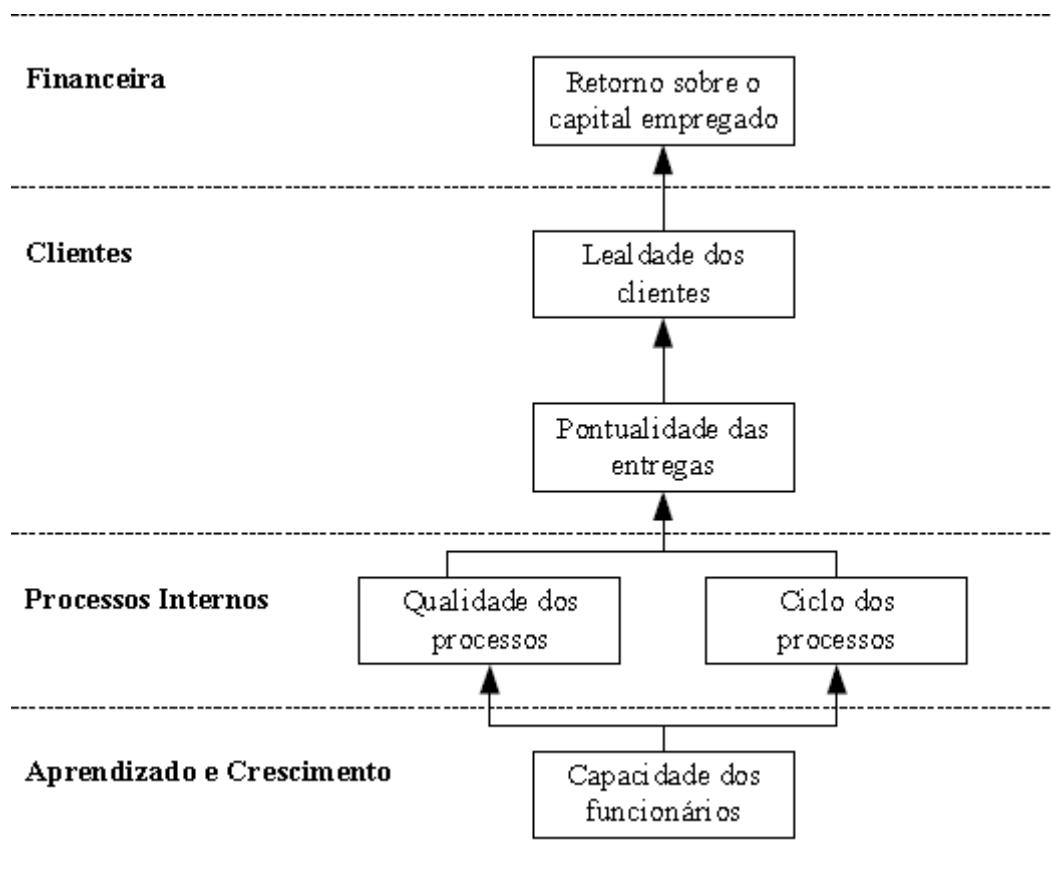 Financeira
Retorno sobre o
capital empregado
Clientes
Lealdade dos
clientes
Pontualidade das
entregas
Processos Internos
Qualidade dos
processos
Ciclo dos
processos
Aprendizado e Crescimento
Capacidade dos
funcionários